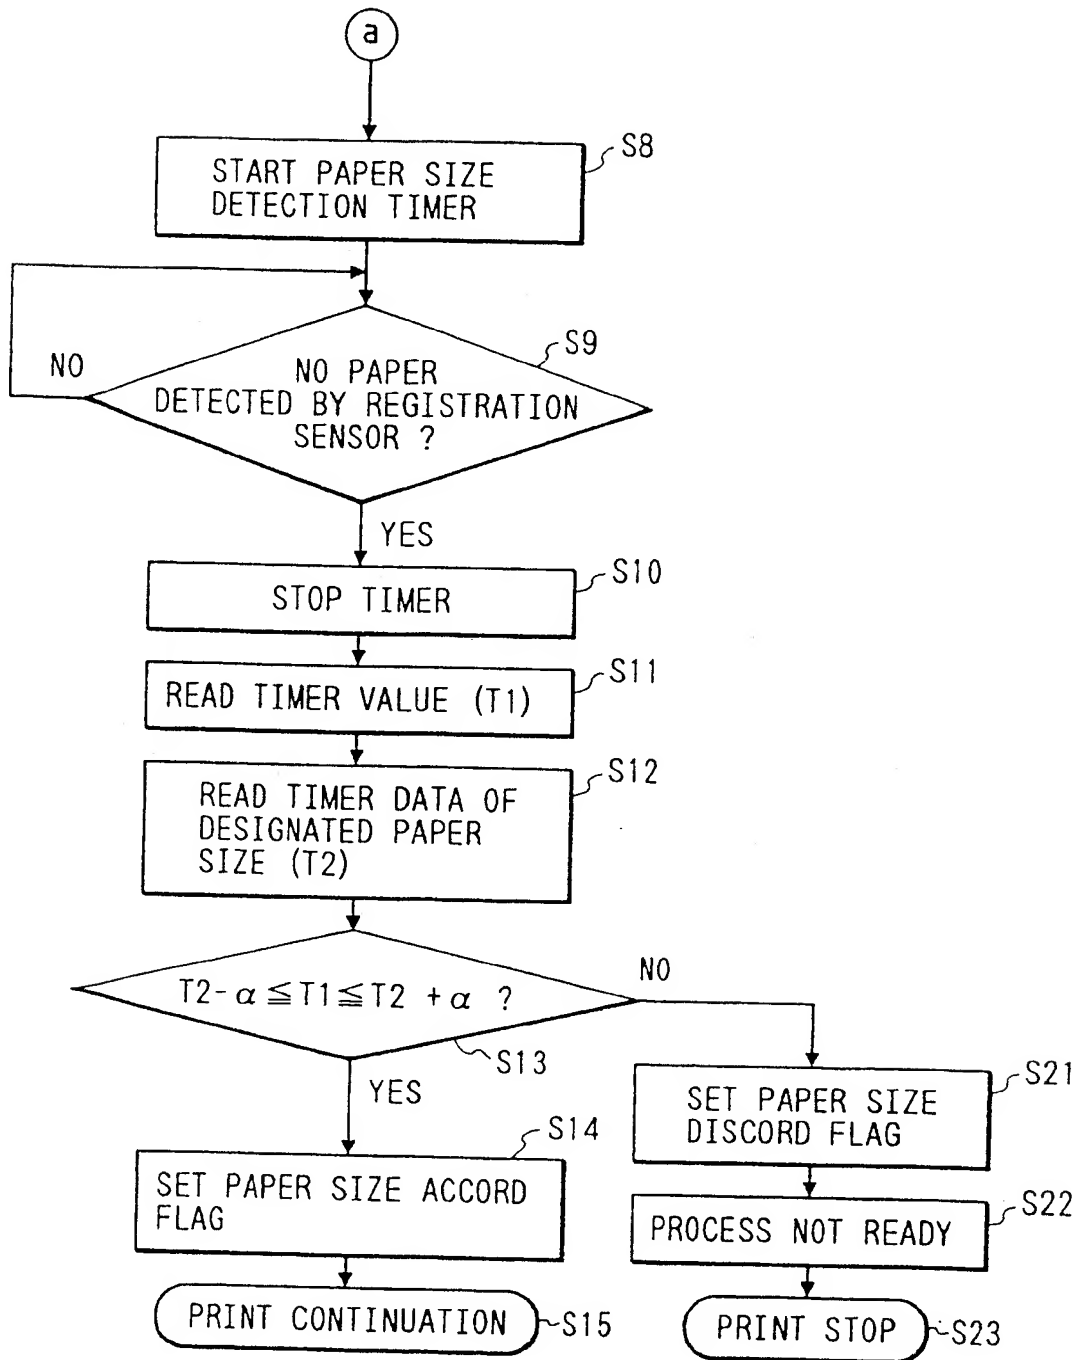 a
START PAPER SIZE
DETECTION TIMER
S8
NO PAPER
DETECTED BY REGISTRATION
SENSOR ?
S9
NO
YES
STOP TIMER
S10
READ TIMER VALUE (T1)
S11
READ TIMER DATA OF
DESIGNATED PAPER
SIZE (T2)
S12
T2-α≦T1≦T2 +α ?
S13
NO
YES
SET PAPER SIZE ACCORD
FLAG
S14
PRINT CONTINUATION
S15
SET PAPER SIZE
DISCORD FLAG
S21
PROCESS NOT READY
S22
PRINT STOP
S23